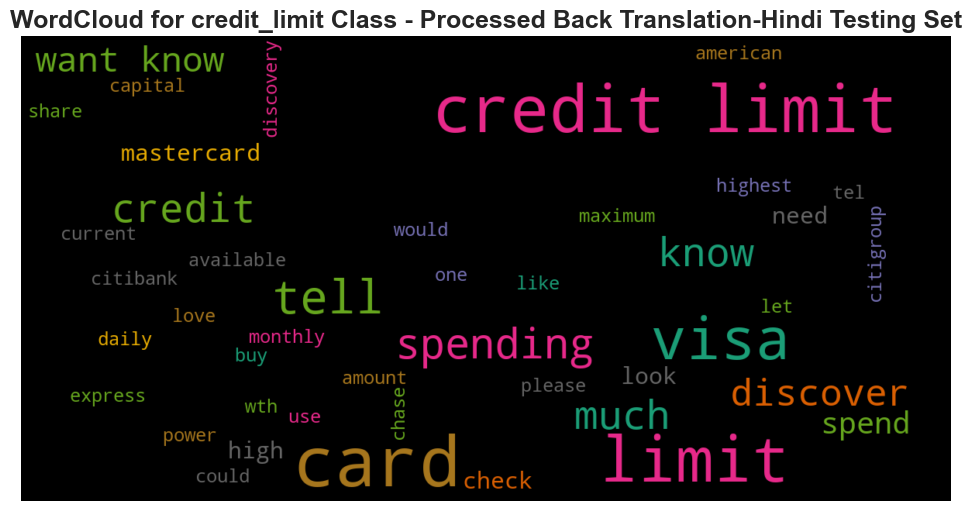 WordCloud for credit_limit Class - Processed Back Translation-Hindi Testing Set
want know
american
capital
discovery
credit limit
share
mastercard
highest
tel
credit
maximum
need
current
would
citigroup
know
available
citibank
one
like
tell
let
love
daily
monthly
spending
visa
buy
amount
please
look
discover
express
wth
use
chase
much
spend
power
high
card
limit
could
check